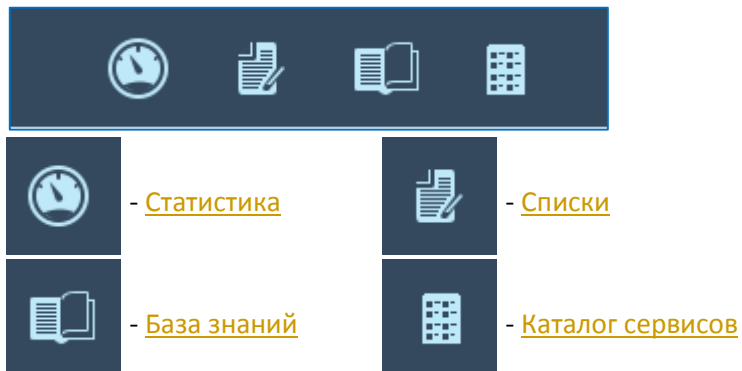 - Статистика
- Списки
- База знаний
- Каталог сервисов